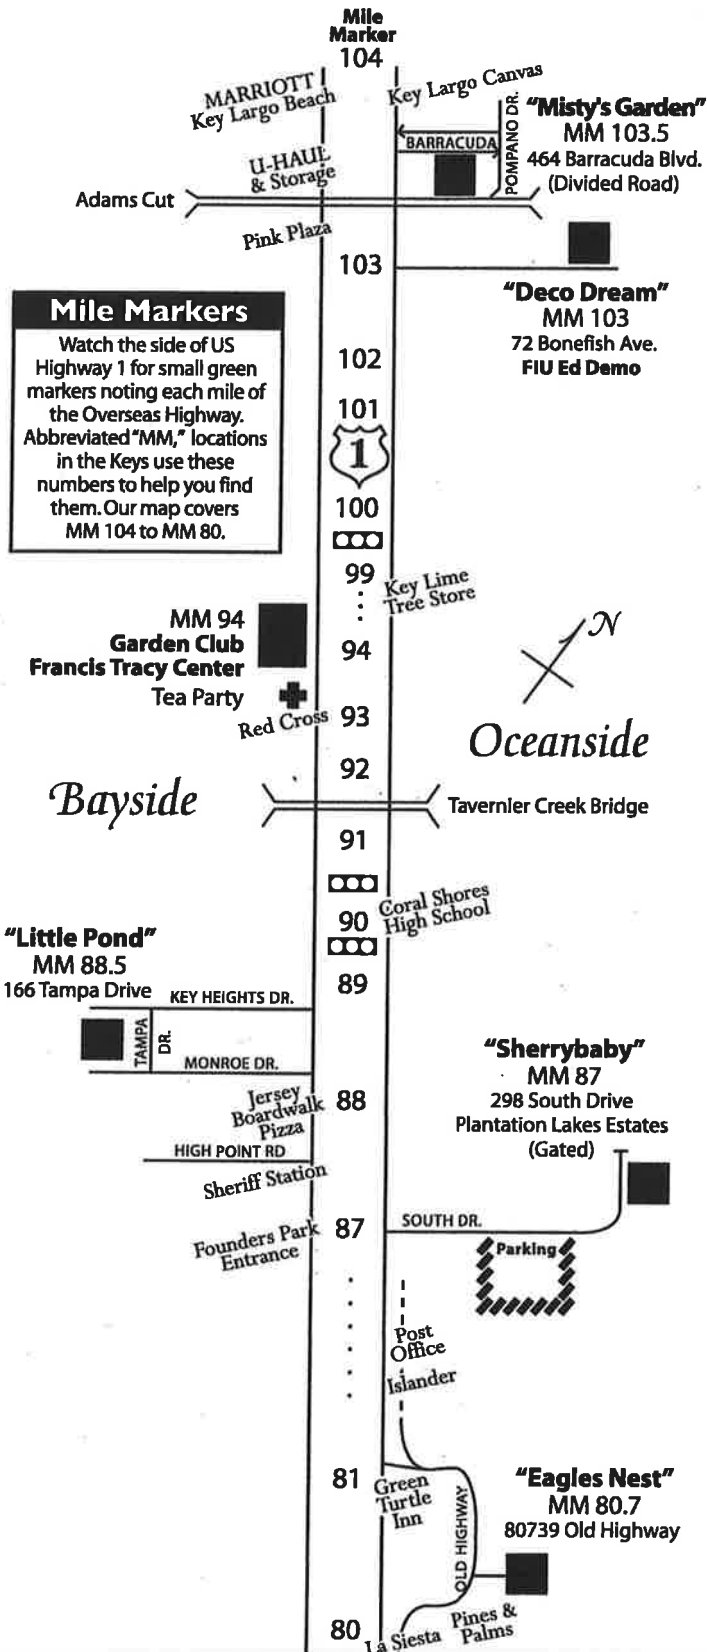 Mile
Marker
104
MARRIOTT
Key Largo Beach
Key Largo Canvas
POMPANO DR.
BARRACUDA
"Misty's Garden"
MM 103.5
464 Barracuda Blvd.
(Divided Road)
U-HAUL
& Storage
Adams Cut
Pink Plaza
103
"Deco Dream"
MM 103
72 Bonefish Ave.
FIU Ed Demo
Mile Markers
Watch the side of US
Highway 1 for small green
markers noting each mile of
the Overseas Highway.
Abbreviated "MM," locations
in the Keys use these
numbers to help you find
them. Our map covers
MM 104 to MM 80.
102
101
1
100
99
Key Lime
Tree Store
MM 94
Garden Club
Francis Tracy Center
Tea Party
94
N
Red Cross
93
Oceanside
92
Bayside
Tavernier Creek Bridge
91
Coral Shores
High School
90
"Little Pond"
MM 88.5
166 Tampa Drive
89
KEY HEIGHTS DR.
TAMPA
DR.
MONROE DR.
"Sherrybaby"
MM 87
298 South Drive
Plantation Lakes Estates
(Gated)
Jersey
Boardwalk
Pizza
88
HIGH POINT RD
Sheriff Station
Founders Park
Entrance
87
SOUTH DR.
Parking
Post
Office
Islander
81
Green
Turtle
Inn
OLD HIGHWAY
"Eagles Nest"
MM 80.7
80739 Old Highway
80
La Siesta
Pines &
Palms